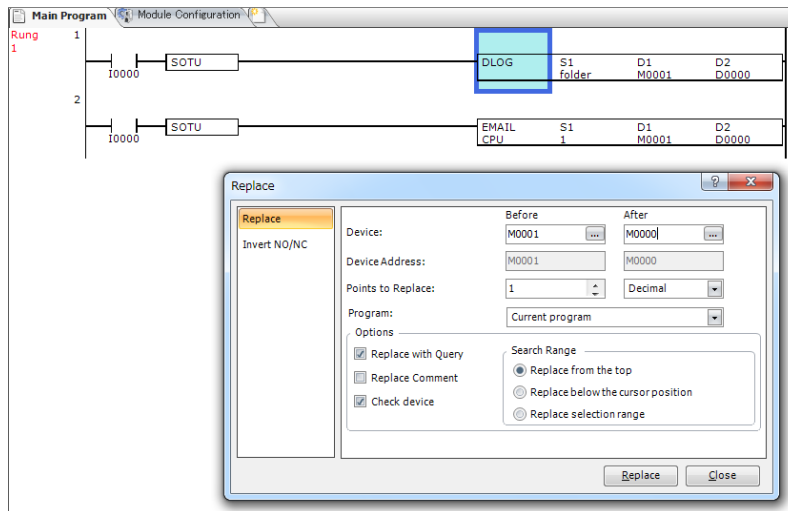 Main Program Module Configuration
Rung 1
1
SOTU DLOG S1 D1 D2
I0000 folder M0001 D0000
2
SOTU EMAIL S1 D1 D2
I0000 CPU 1 M0001 D0000
Replace
Replace
Invert NO/NC
Before After
Device: M0001 ... M0000 ...
Device Address: M0001 M0000
Points to Replace: 1 Decimal
Program: Current program
Options
Replace with Query
Replace Comment
Check device
Search Range
Replace from the top
Replace below the cursor position
Replace selection range
Replace Close